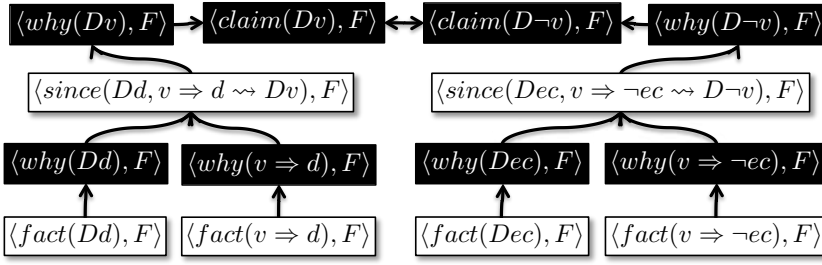 ⟨why(Dv), F⟩ ⟨claim(Dv), F⟩ ⟨claim(D¬v), F⟩ ⟨why(D¬v), F⟩
⟨since(Dd, v ⇒ d ⇝ Dv), F⟩ ⟨since(Dec, v ⇒ ¬ec ⇝ D¬v), F⟩
⟨why(Dd), F⟩ ⟨why(v ⇒ d), F⟩ ⟨why(Dec), F⟩ ⟨why(v ⇒ ¬ec), F⟩
⟨fact(Dd), F⟩ ⟨fact(v ⇒ d), F⟩ ⟨fact(Dec), F⟩ ⟨fact(v ⇒ ¬ec), F⟩